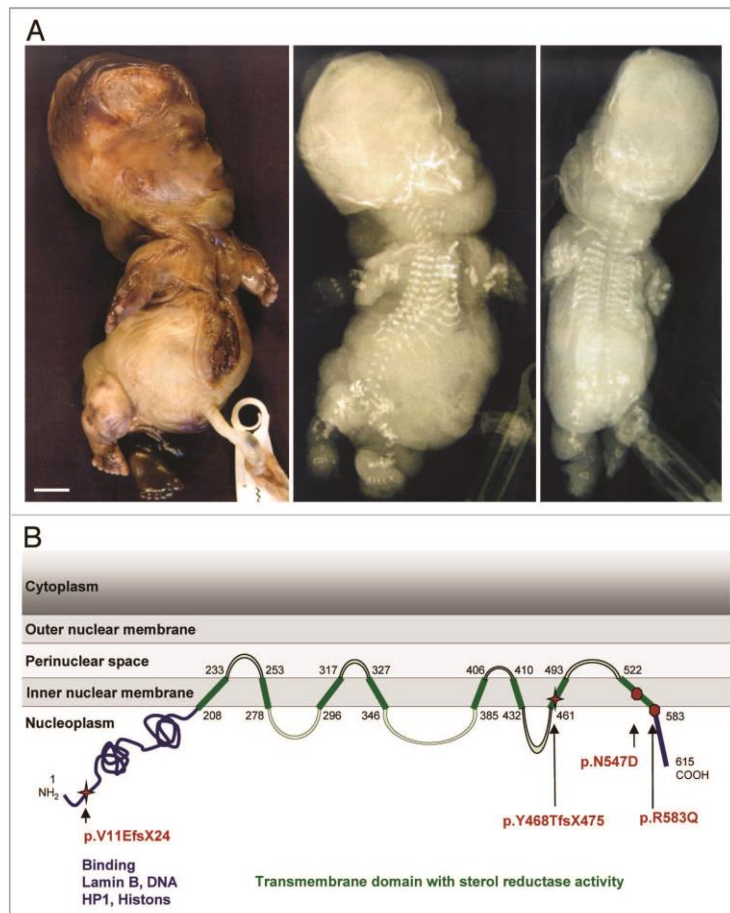 A
B
Cytoplasm
Outer nuclear membrane
Perinuclear space
233 253 317 327 406 410 493 522
Inner nuclear membrane
Nucleoplasm
208 278 296 346 385 432 461 583
1
NH2
615
COOH
p.N547D
p.Y468TfsX475
p.R583Q
p.V11EfsX24
Binding
Lamin B, DNA
HP1, Histons
Transmembrane domain with sterol reductase activity